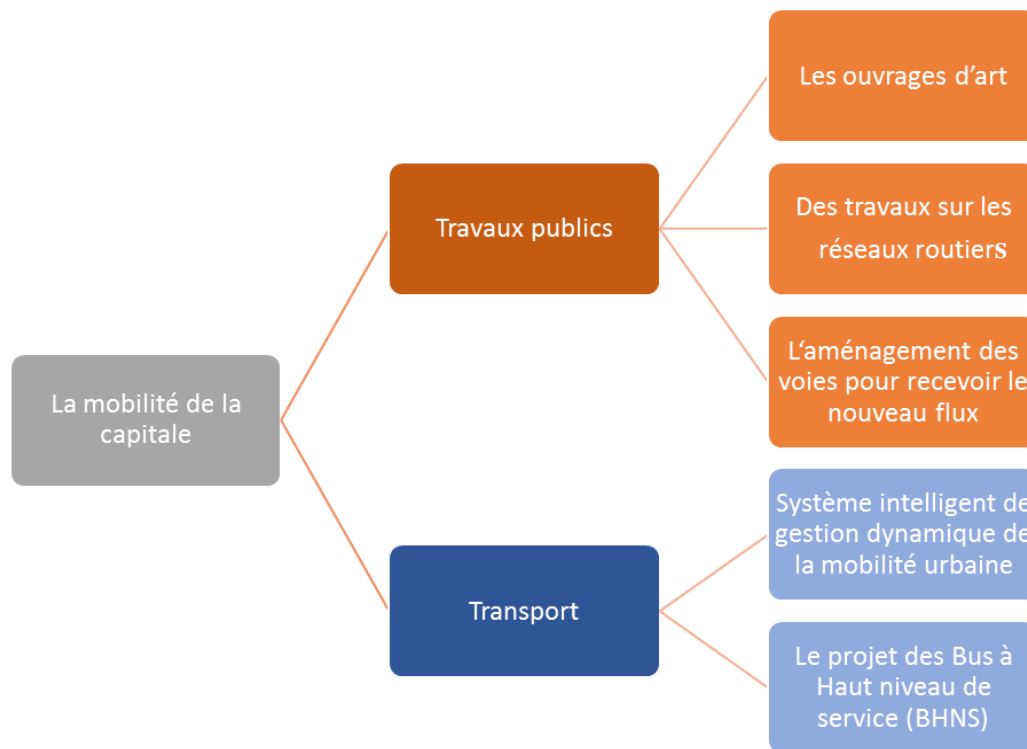 Les ouvrages d’art
Travaux publics
Des travaux sur les
réseaux routiers
L‘aménagement des
voies pour recevoir le
nouveau flux
La mobilité de la
capitale
Système intelligent de
gestion dynamique de
la mobilité urbaine
Transport
Le projet des Bus à
Haut niveau de
service (BHNS)